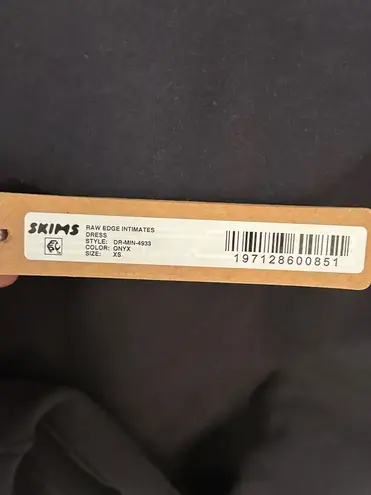 SKIMS
RAW EDGE INTIMATES
DRESS
STYLE: DR-MIN-4933
COLOR: ONYX
SIZE: XS
197128600851